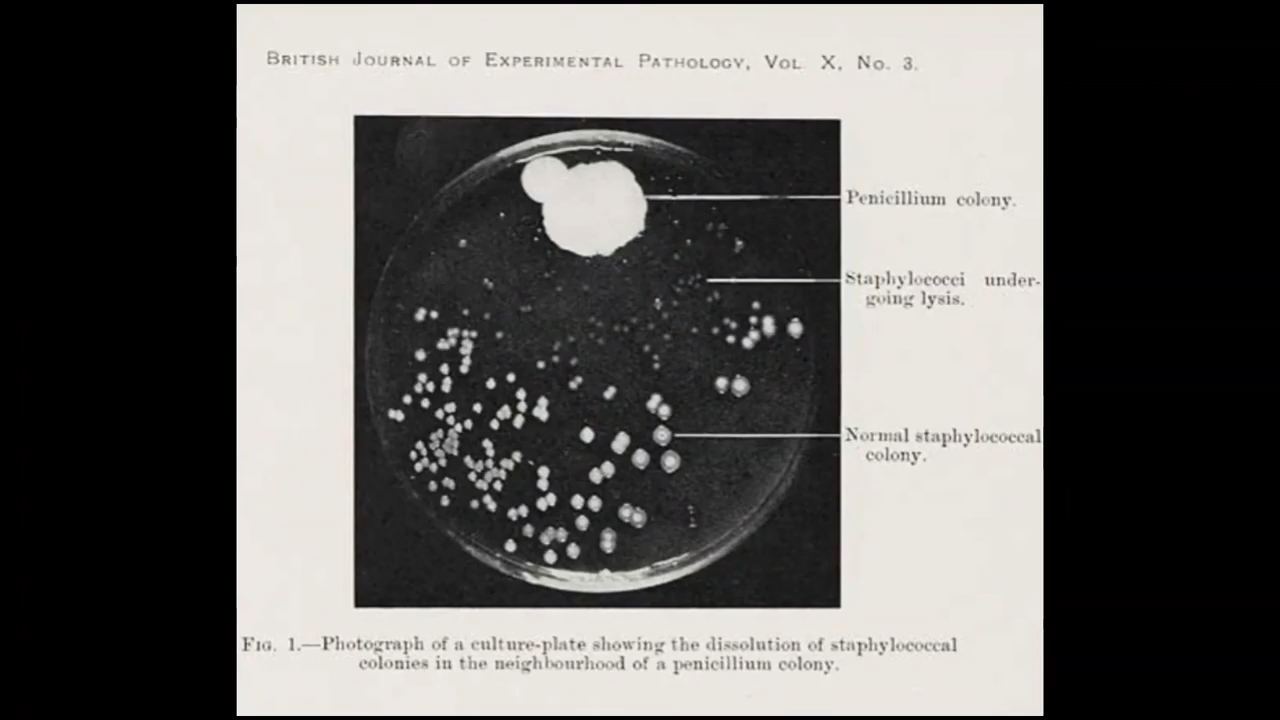 BRITISH JOURNAL OF EXPERIMENTAL PATHOLOGY, VOL. X, NO. 3.
Penicillium colony.
Staphylococci under-
going lysis.
Normal staphylococcal
colony.
FIG. 1.—Photograph of a culture-plate showing the dissolution of staphylococcal
colonies in the neighbourhood of a penicillium colony.